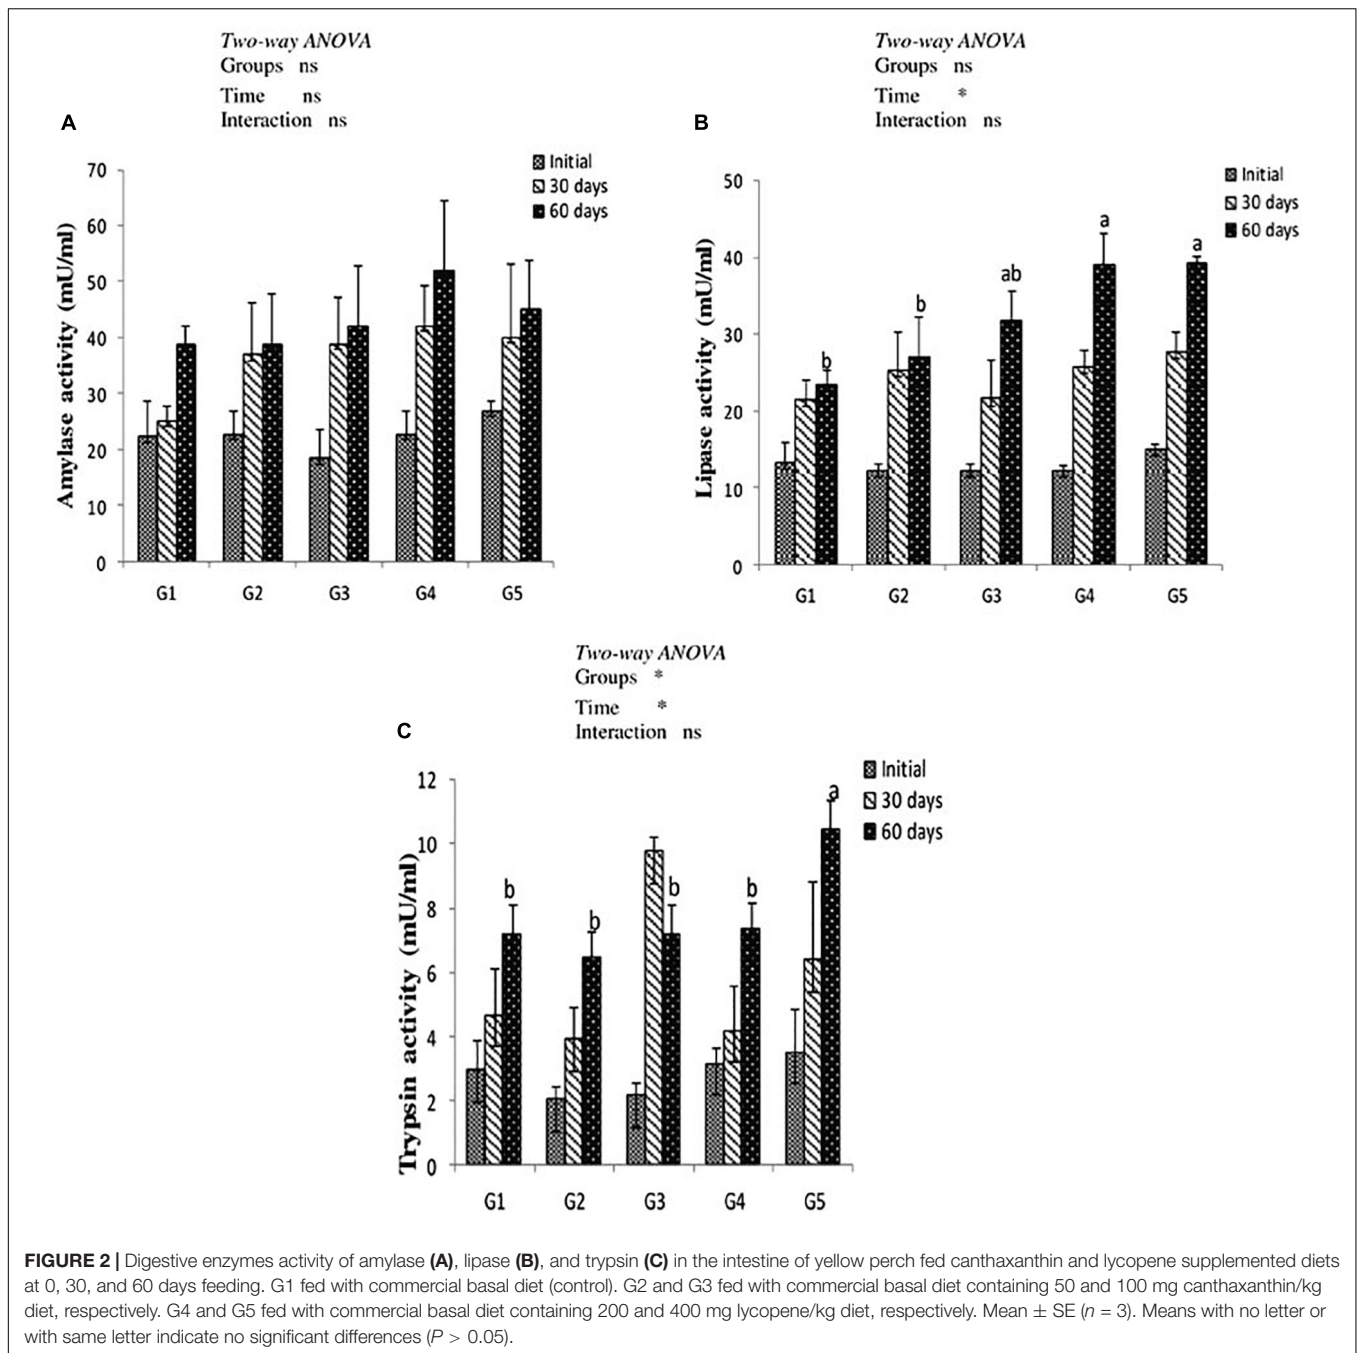 Two-way ANOVA
Groups ns
Time ns
Interaction ns
A
Amylase activity (mU/ml)
70
60
50
40
30
20
10
0
Initial
30 days
60 days
G1 G2 G3 G4 G5
Two-way ANOVA
Groups ns
Time *
Interaction ns
B
Lipase activity (mU/ml)
50
40
30
20
10
0
Initial
30 days
60 days
b b ab a a
G1 G2 G3 G4 G5
Two-way ANOVA
Groups *
Time *
Interaction ns
C
Trypsin activity (mU/ml)
12
10
8
6
4
2
0
Initial
30 days
60 days
b b b b a
G1 G2 G3 G4 G5
FIGURE 2 | Digestive enzymes activity of amylase (A), lipase (B), and trypsin (C) in the intestine of yellow perch fed canthaxanthin and lycopene supplemented diets
at 0, 30, and 60 days feeding. G1 fed with commercial basal diet (control). G2 and G3 fed with commercial basal diet containing 50 and 100 mg canthaxanthin/kg
diet, respectively. G4 and G5 fed with commercial basal diet containing 200 and 400 mg lycopene/kg diet, respectively. Mean ± SE (n = 3). Means with no letter or
with same letter indicate no significant differences (P > 0.05).